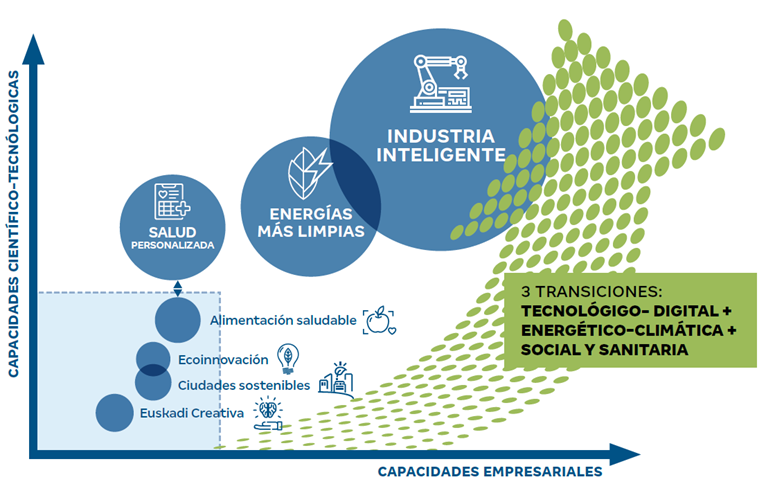 CAPACIDADES CIENTÍFICO-TECNOLÓGICAS
INDUSTRIA
INTELIGENTE
ENERGÍAS
MÁS LIMPIAS
SALUD
PERSONALIZADA
3 TRANSICIONES:
TECNOLÓGIGO- DIGITAL +
ENERGÉTICO-CLIMÁTICA +
SOCIAL Y SANITARIA
Alimentación saludable
Ecoinnovación
Ciudades sostenibles
Euskadi Creativa
CAPACIDADES EMPRESARIALES